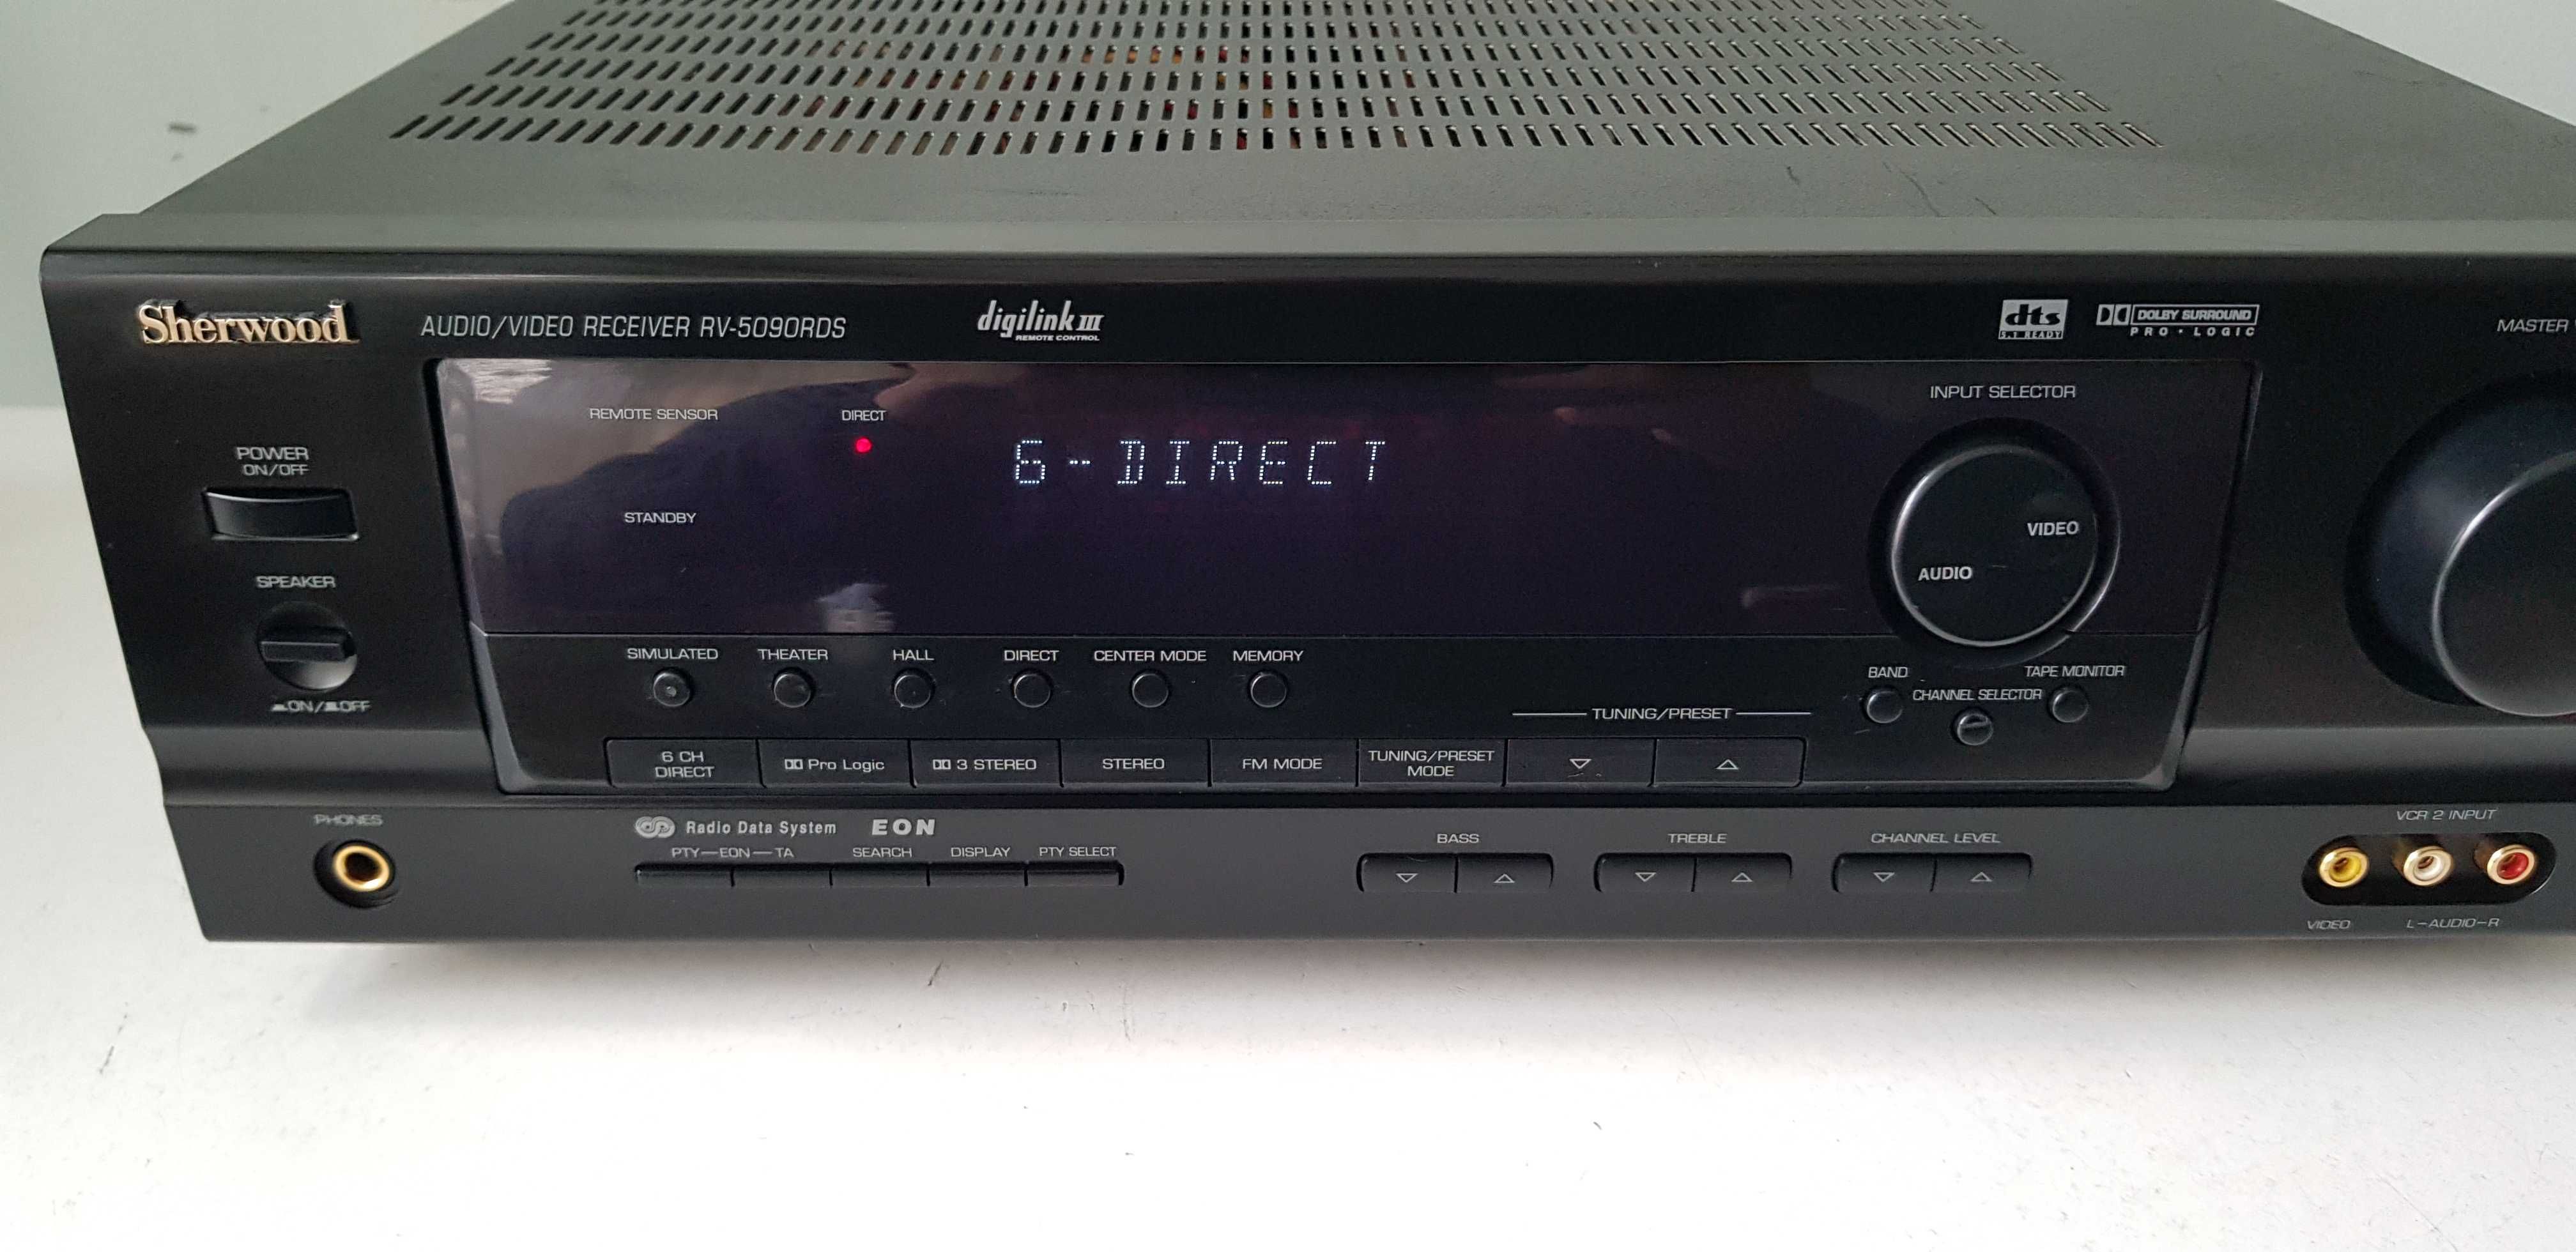 Sherwood
AUDIO/VIDEO RECEIVER RV-5090RDS
digilink III
REMOTE CONTROL
dts
5.1 READY
DOLBY SURROUND
PRO • LOGIC
MASTER
REMOTE SENSOR
DIRECT
INPUT SELECTOR
6-DIRECT
POWER
ON/OFF
STANDBY
VIDEO
AUDIO
SPEAKER
ON/OFF
SIMULATED
THEATER
HALL
DIRECT
CENTER MODE
MEMORY
BAND
TAPE MONITOR
CHANNEL SELECTOR
TUNING/PRESET
6 CH
DIRECT
Pro Logic
3 STEREO
STEREO
FM MODE
TUNING/PRESET
MODE
PHONES
Radio Data System
EON
PTY—EON—TA
SEARCH
DISPLAY
PTY SELECT
BASS
TREBLE
CHANNEL LEVEL
VCR 2 INPUT
VIDEO
L-AUDIO-R